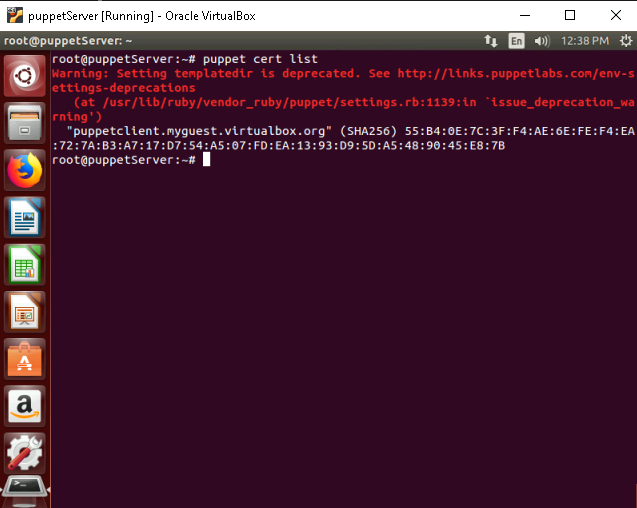 puppetServer [Running] - Oracle VirtualBox
root@puppetServer: ~
En
12:38 PM
root@puppetServer:~# puppet cert list
Warning: Setting templatedir is deprecated. See http://links.puppetlabs.com/env-s
ettings-deprecations
   (at /usr/lib/ruby/vendor_ruby/puppet/settings.rb:1139:in `issue_deprecation_wa
rning')
  "puppetclient.myguest.virtualbox.org" (SHA256) 55:B4:0E:7C:3F:F4:AE:6E:FE:F4:EA
:72:7A:B3:A7:17:D7:54:A5:07:FD:EA:13:93:D9:5D:A5:48:90:45:E8:7B
root@puppetServer:~#